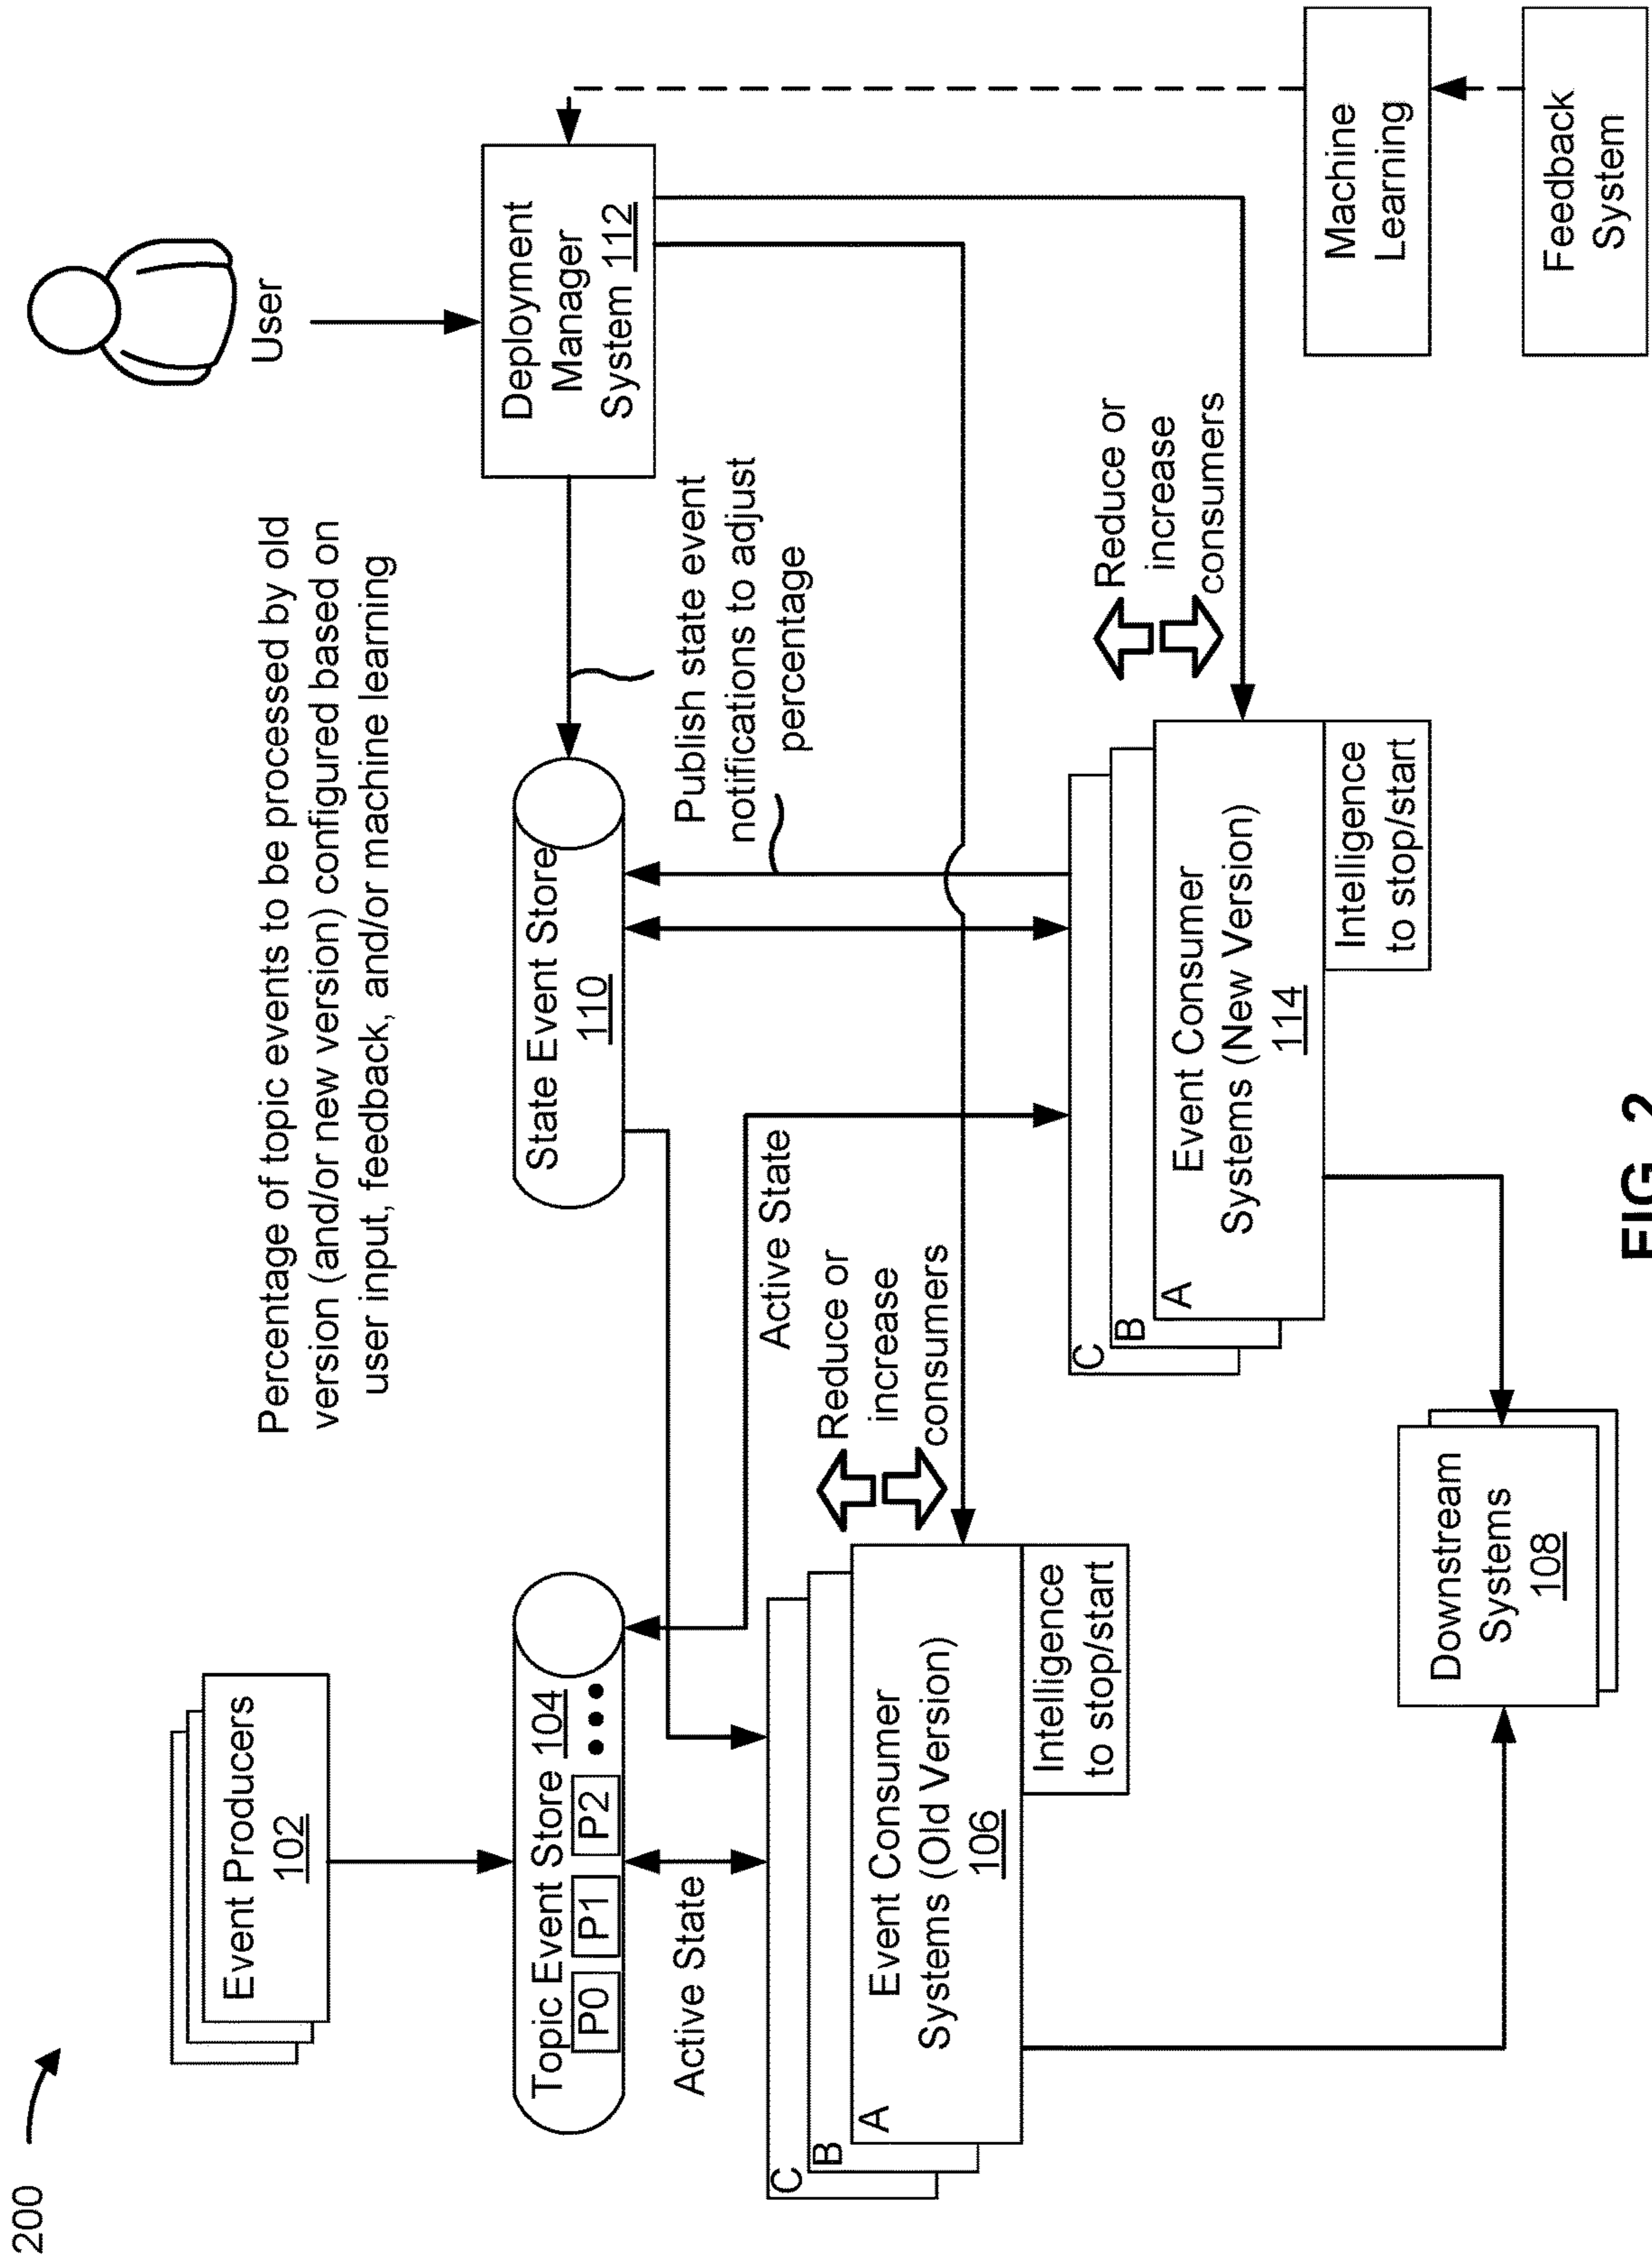 200
User
Percentage of topic events to be processed by old
version (and/or new version) configured based on
user input, feedback, and/or machine learning
Event Producers
102
Deployment
Manager
System 112
Topic Event Store 104
P0
P1
P2
State Event Store
110
Publish state event
notifications to adjust
percentage
Active State
Active State
Reduce or
increase
consumers
Reduce or
increase
consumers
C
B
A
Event Consumer
Systems (Old Version)
106
Intelligence
to stop/start
C
B
A
Event Consumer
Systems (New Version)
114
Intelligence
to stop/start
Machine
Learning
Feedback
System
Downstream
Systems
108
FIG. 2